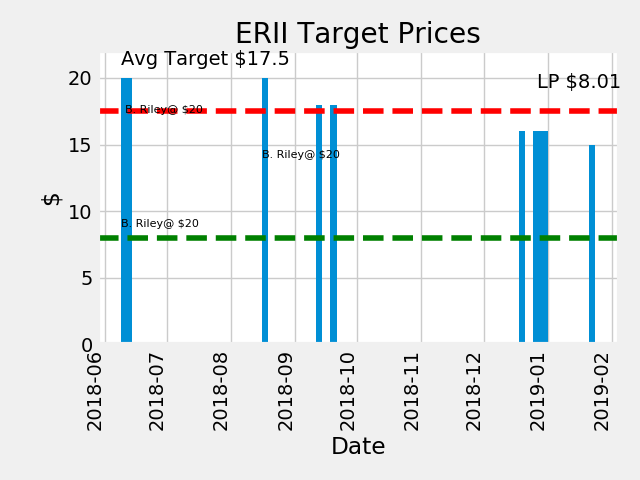 ERII Target Prices
Avg Target $17.5
LP $8.01
B. Riley@ $20
B. Riley@ $20
B. Riley@ $20
$
20
15
10
5
0
2018-06
2018-07
2018-08
2018-09
2018-10
2018-11
2018-12
2019-01
2019-02
Date